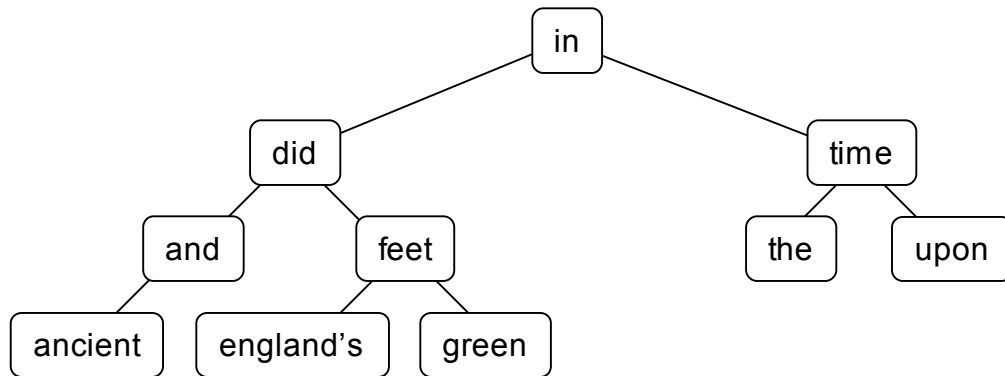 in
did time
and feet the upon
ancient england’s green